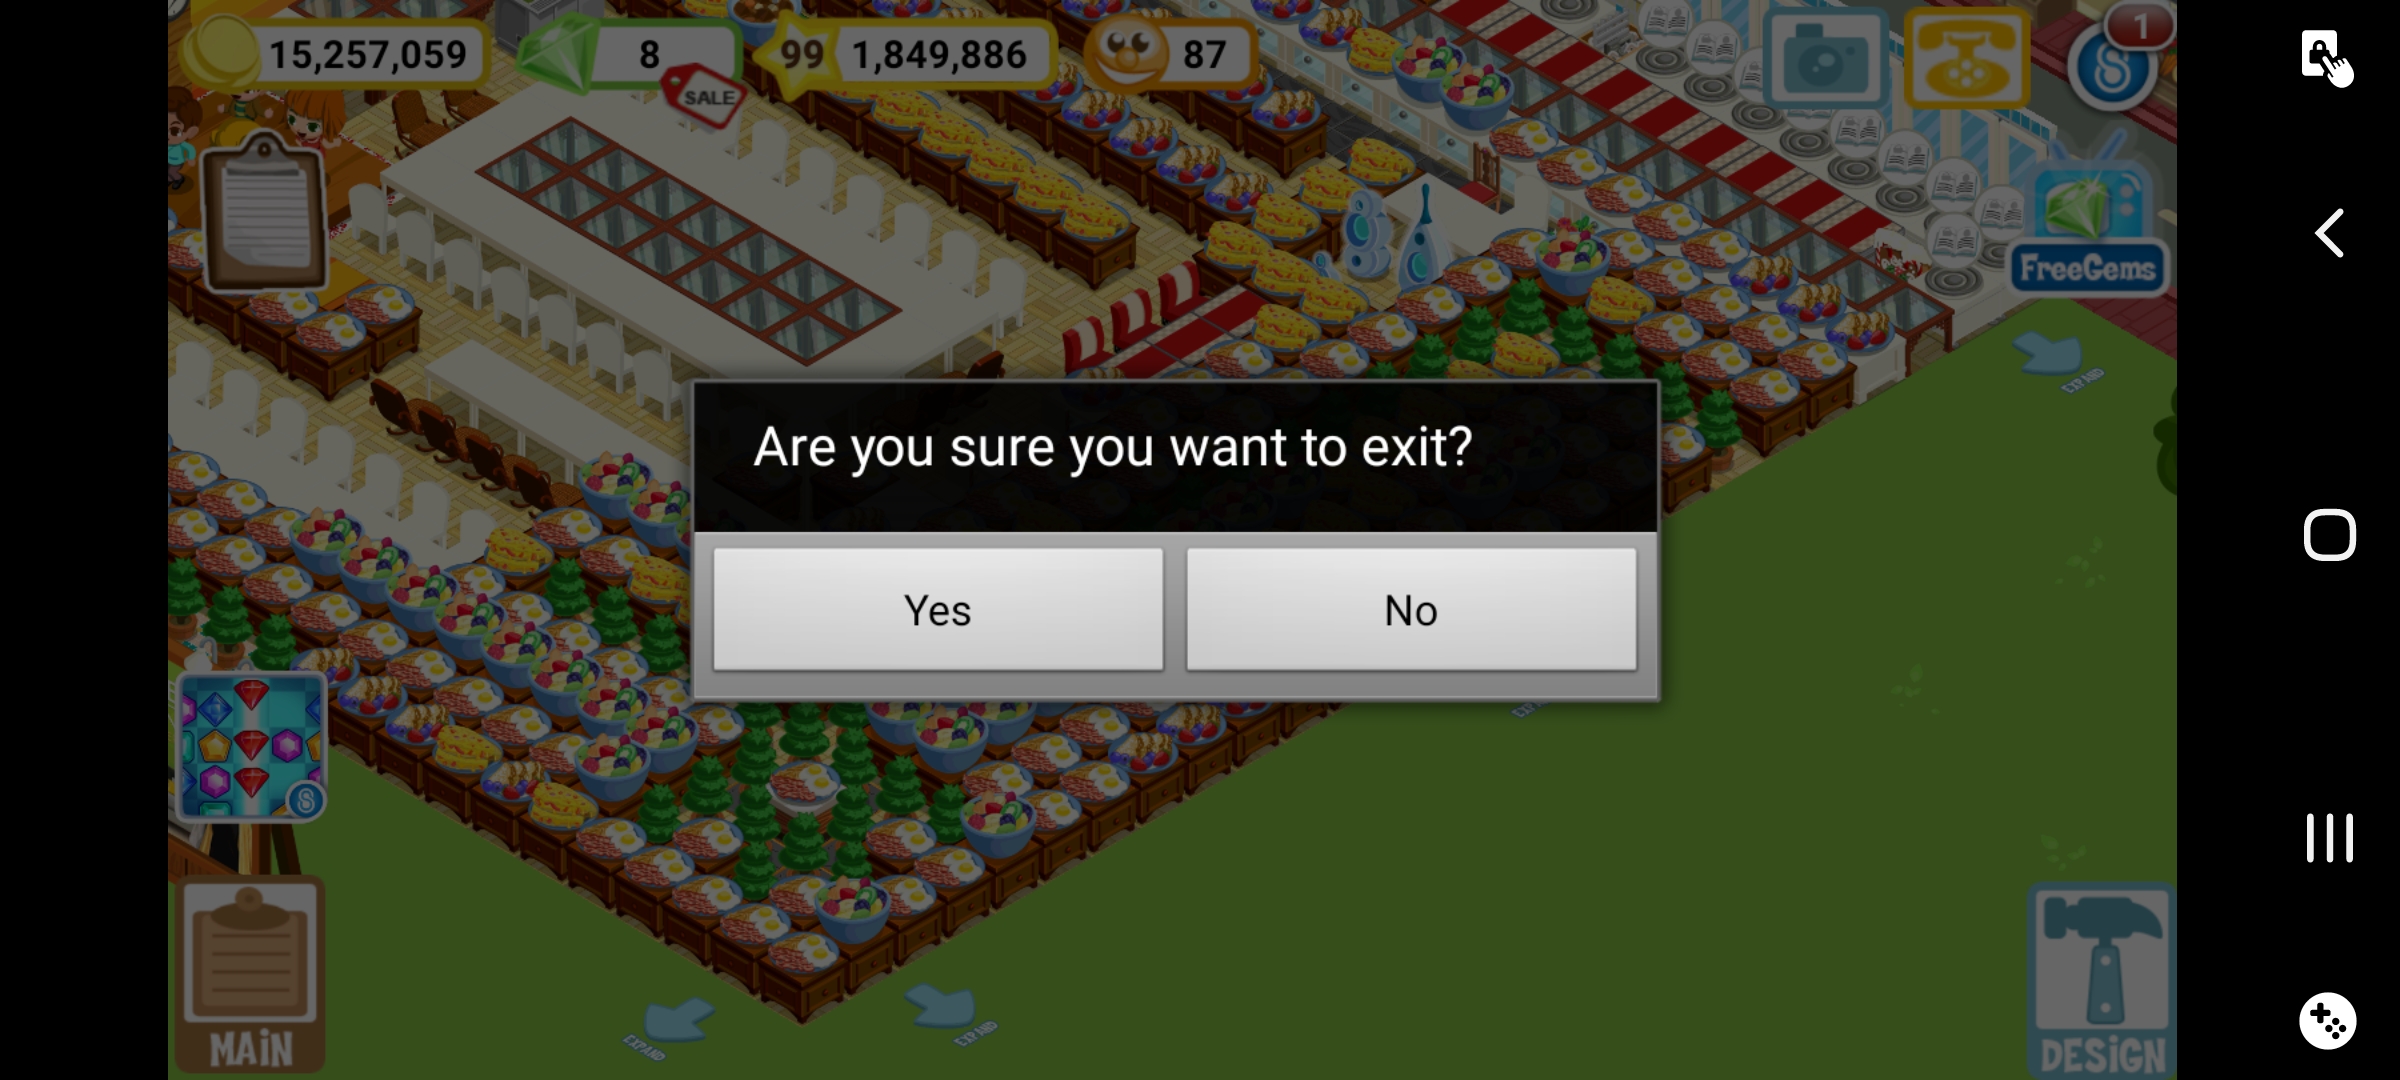 15,257,059
8
SALE
99
1,849,886
87
1
FreeGems
EXPAND
Are you sure you want to exit?
Yes
No
MAiN
EXPAND
EXPAND
DESiGN